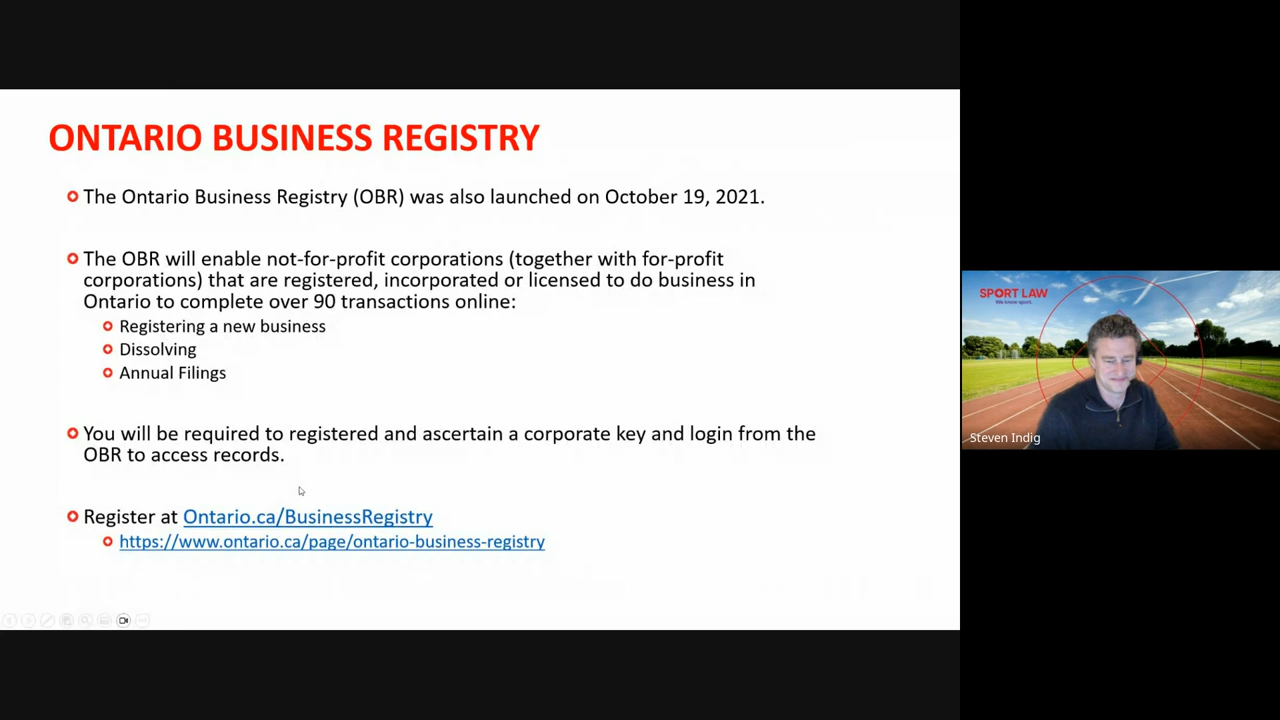 ONTARIO BUSINESS REGISTRY
The Ontario Business Registry (OBR) was also launched on October 19, 2021.
The OBR will enable not-for-profit corporations (together with for-profit
corporations) that are registered, incorporated or licensed to do business in
Ontario to complete over 90 transactions online:
Registering a new business
Dissolving
Annual Filings
You will be required to registered and ascertain a corporate key and login from the
OBR to access records.
Register at Ontario.ca/BusinessRegistry
https://www.ontario.ca/page/ontario-business-registry
SPORT LAW
We know sport.
Steven Indig